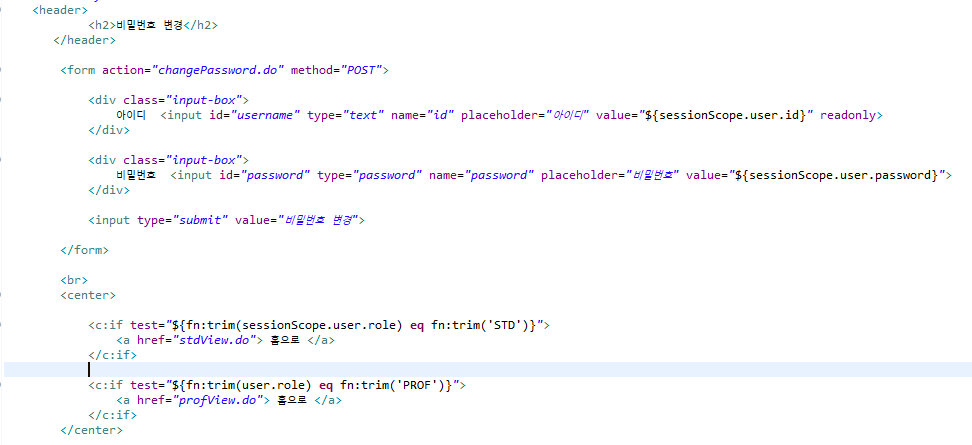 <header>
<h2>비밀번호 변경</h2>
</header>
<form action="changePassword.do" method="POST">
<div class="input-box">
아이디 <input id="username" type="text" name="id" placeholder="아이디" value="${sessionScope.user.id}" readonly>
</div>
<div class="input-box">
비밀번호 <input id="password" type="password" name="password" placeholder="비밀번호" value="${sessionScope.user.password}">
</div>
<input type="submit" value="비밀번호 변경">
</form>
<br>
<center>
<c:if test="${fn:trim(sessionScope.user.role) eq fn:trim('STD')}">
<a href="stdView.do"> 홈으로 </a>
</c:if>
<c:if test="${fn:trim(user.role) eq fn:trim('PROF')}">
<a href="profView.do"> 홈으로 </a>
</c:if>
</center>